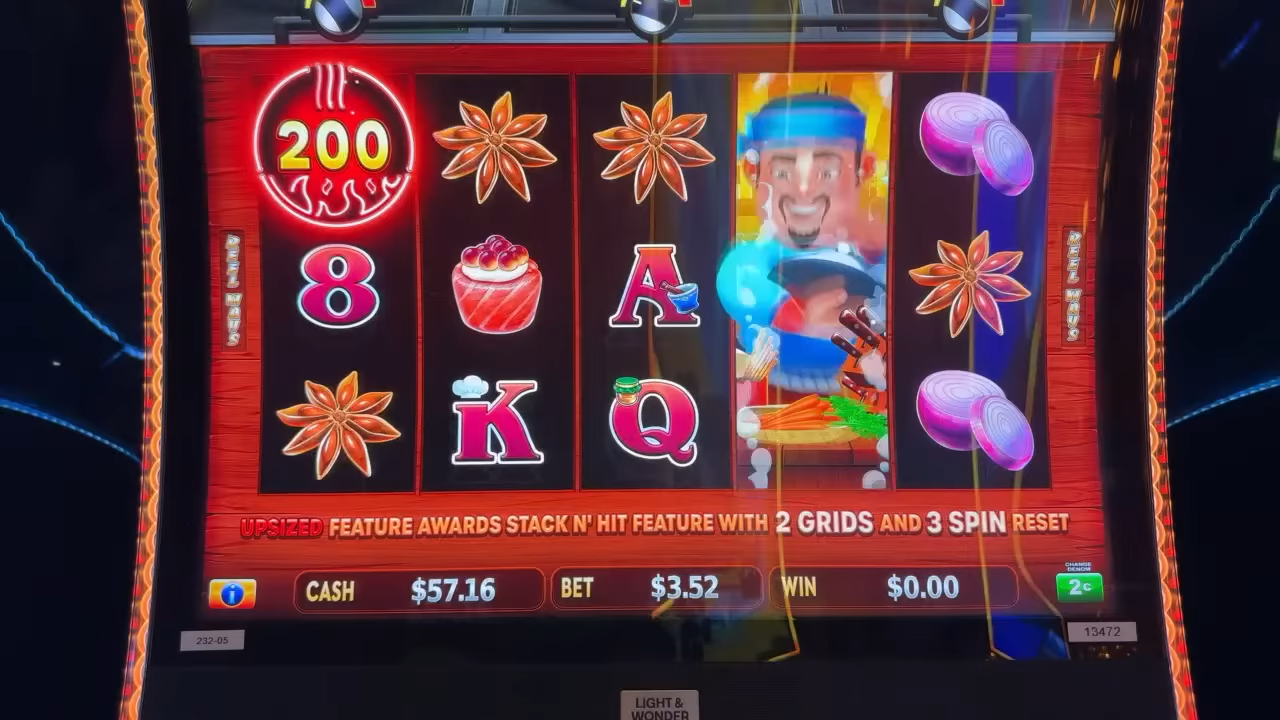 200
8
A
K
Q
REEL WAYS
REEL WAYS
UPSIZED FEATURE AWARDS STACK N' HIT FEATURE WITH 2 GRIDS AND 3 SPIN RESET
CASH $57.16
BET $3.52
WIN $0.00
CHANGE DENOM
2¢
232-05
13472
LIGHT &
WONDER